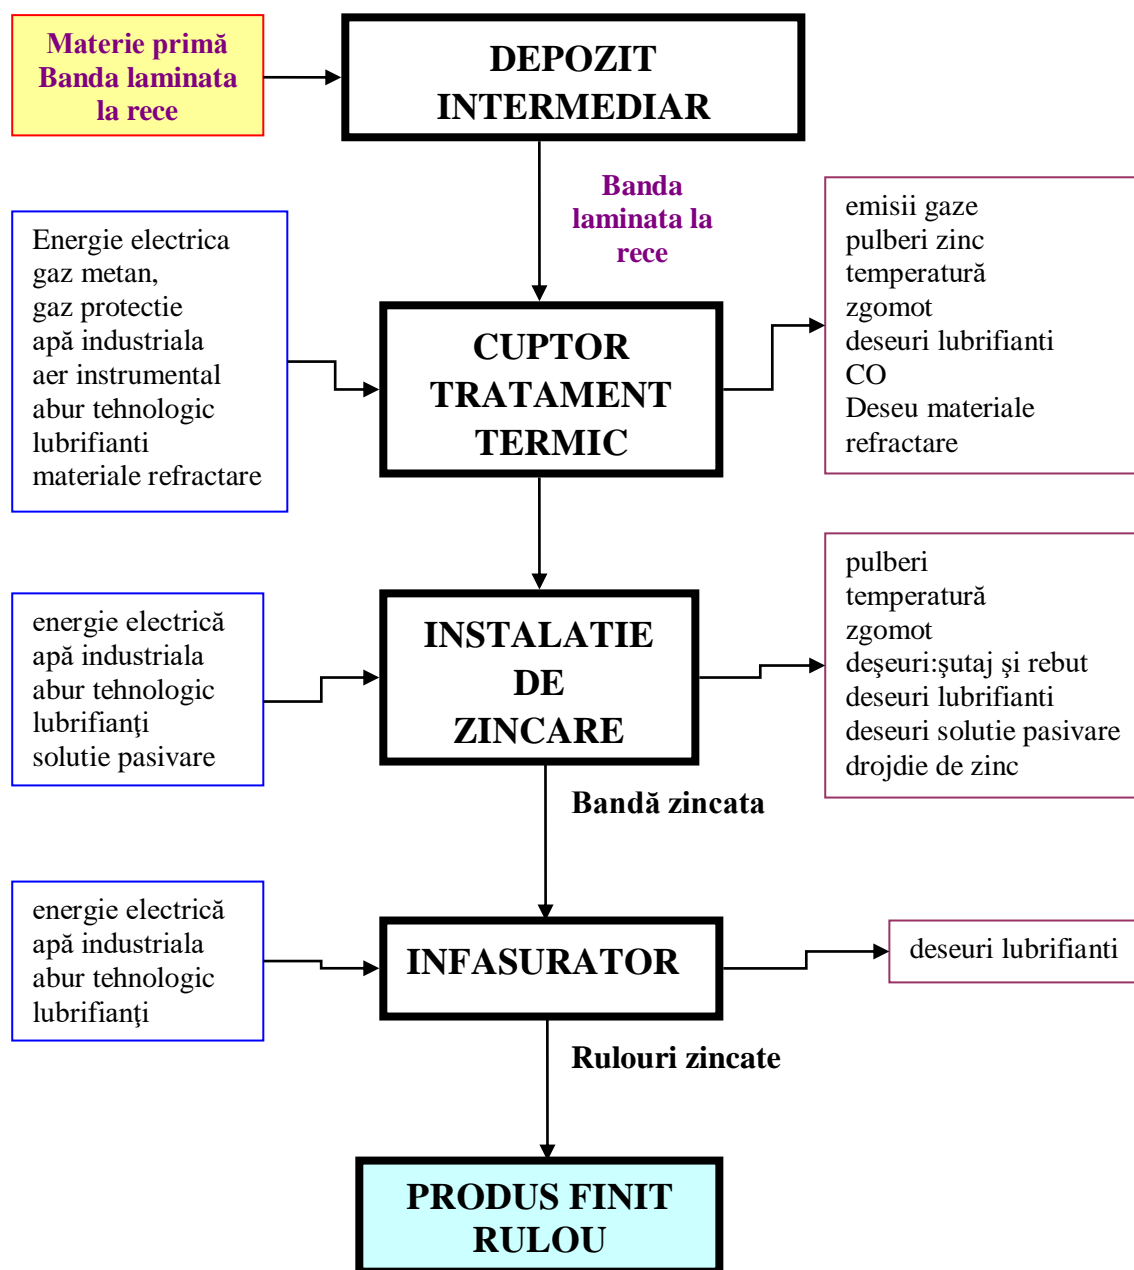 Materie primă
Banda laminata
la rece
DEPOZIT
INTERMEDIAR
Banda
laminata la
rece
Energie electrica
gaz metan,
gaz protectie
apă industriala
aer instrumental
abur tehnologic
lubrifianti
materiale refractare
CUPTOR
TRATAMENT
TERMIC
emisii gaze
pulberi zinc
temperatură
zgomot
deseuri lubrifianti
CO
Deseu materiale
refractare
energie electrică
apă industriala
abur tehnologic
lubrifianţi
solutie pasivare
INSTALATIE
DE
ZINCARE
pulberi
temperatură
zgomot
deşeuri:şutaj şi rebut
deseuri lubrifianti
deseuri solutie pasivare
drojdie de zinc
Bandă zincata
energie electrică
apă industriala
abur tehnologic
lubrifianţi
INFASURATOR
deseuri lubrifianti
Rulouri zincate
PRODUS FINIT
RULOU